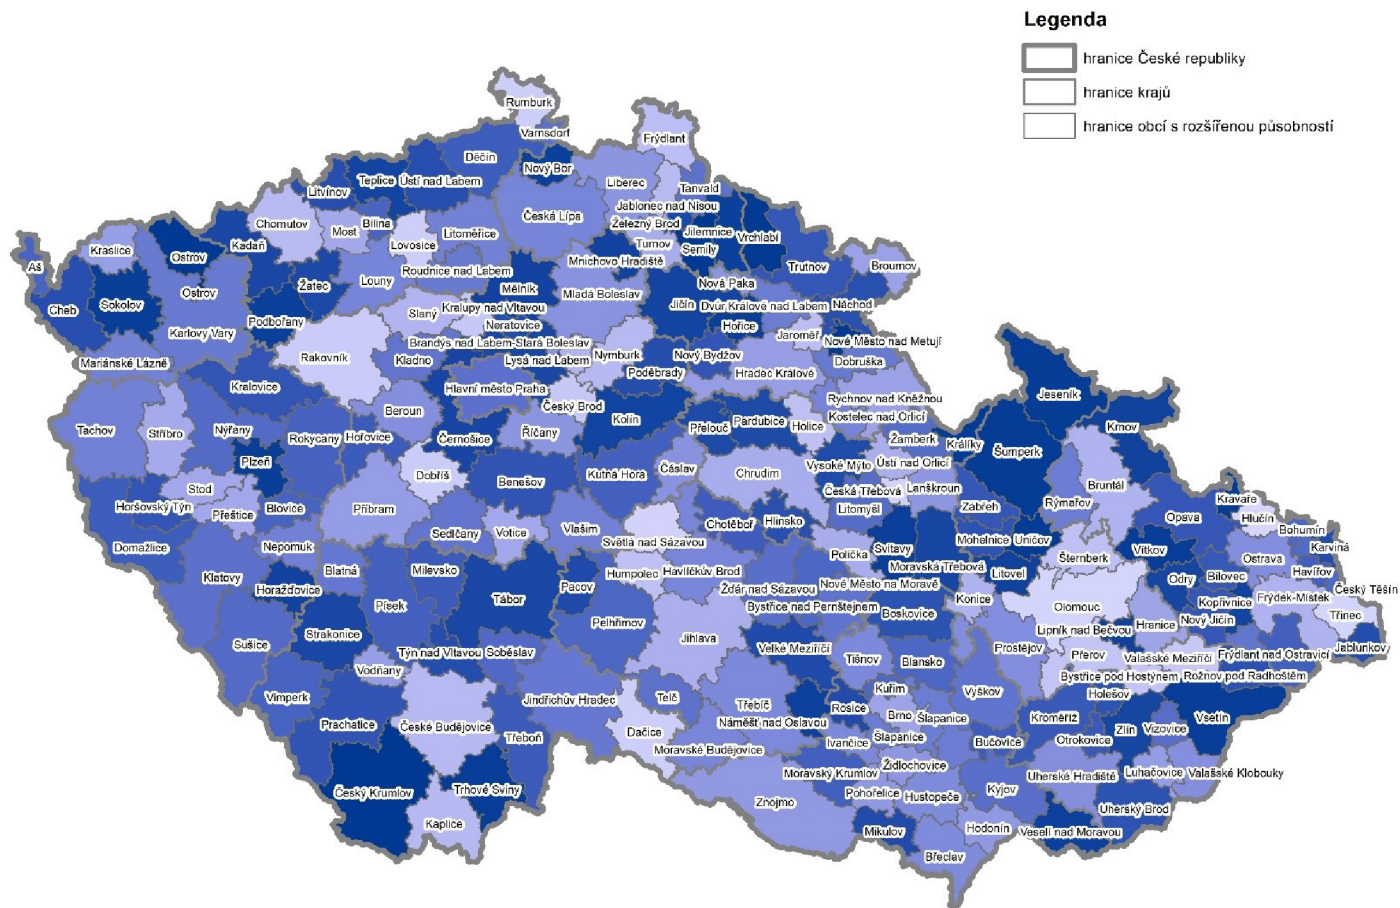 Legenda
hranice České republiky
hranice krajů
hranice obcí s rozšířenou působností
Rumburk
Varnsdorf
Frýdlant
Děčín
Nový Bor
Teplice
Ústí nad Labem
Liberec
Tanvald
Litvínov
Jablonec nad Nisou
Česká Lípa
Chomutov
Most
Bílina
Litoměřice
Železný Brod
Jilemnice
Vrchlabí
Kadaň
Lovosice
Turnov
Semily
Kraslice
Ostrov
Mnichovo Hradiště
Trutnov
Broumov
Aš
Roudnice nad Labem
Žatec
Louny
Nová Paka
Ostrov
Mělník
Mladá Boleslav
Sokolov
Jičín
Dvůr Králové nad Labem
Náchod
Cheb
Podbořany
Slaný
Kralupy nad Vltavou
Neratovice
Hořice
Karlovy Vary
Jaroměř
Nové Město nad Metují
Brandýs nad Labem-Stará Boleslav
Rakovník
Kladno
Lysá nad Labem
Nymburk
Nový Bydžov
Dobruška
Mariánské Lázně
Poděbrady
Hradec Králové
Kralovice
Hlavní město Praha
Jeseník
Rychnov nad Kněžnou
Český Brod
Beroun
Kostelec nad Orlicí
Kolín
Přelouč
Pardubice
Holice
Krnov
Tachov
Stříbro
Nýřany
Rokycany
Hořovice
Černošice
Říčany
Žamberk
Králíky
Šumperk
Plzeň
Vysoké Mýto
Ústí nad Orlicí
Dobříš
Benešov
Kutná Hora
Čáslav
Chrudim
Bruntál
Stod
Česká Třebová
Lanškroun
Rýmařov
Kravaře
Horšovský Týn
Přeštice
Blovice
Příbram
Litomyšl
Zábřeh
Opava
Hlučín
Sedlčany
Votice
Vlašim
Chotěboř
Hlinsko
Bohumín
Domažlice
Nepomuk
Světlá nad Sázavou
Mohelnice
Uničov
Karviná
Polička
Svitavy
Šternberk
Vítkov
Ostrava
Klatovy
Blatná
Milevsko
Humpolec
Havlíčkův Brod
Moravská Třebová
Litovel
Havířov
Horažďovice
Pacov
Žďár nad Sázavou
Nové Město na Moravě
Odry
Bílovec
Český Těšín
Písek
Tábor
Konice
Olomouc
Kopřivnice
Frýdek-Místek
Bystřice nad Pernštejnem
Boskovice
Třinec
Pelhřimov
Hranice
Nový Jičín
Strakonice
Lipník nad Bečvou
Sušice
Jihlava
Velké Meziříčí
Prostějov
Přerov
Valašské Meziříčí
Frýdlant nad Ostravicí
Jablunkov
Týn nad Vltavou
Soběslav
Tišnov
Blansko
Vodňany
Bystřice pod Hostýnem
Rožnov pod Radhoštěm
Vimperk
Jindřichův Hradec
Telč
Třebíč
Kuřim
Vyškov
Holešov
Rosice
Brno
Šlapanice
Kroměříž
Vsetín
Prachatice
České Budějovice
Náměšť nad Oslavou
Zlín
Vizovice
Třeboň
Dačice
Ivančice
Šlapanice
Bučovice
Otrokovice
Moravské Budějovice
Židlochovice
Moravský Krumlov
Uherské Hradiště
Luhačovice
Valašské Klobouky
Český Krumlov
Trhové Sviny
Pohořelice
Hustopeče
Kyjov
Znojmo
Uherský Brod
Kaplice
Mikulov
Hodonín
Veselí nad Moravou
Břeclav